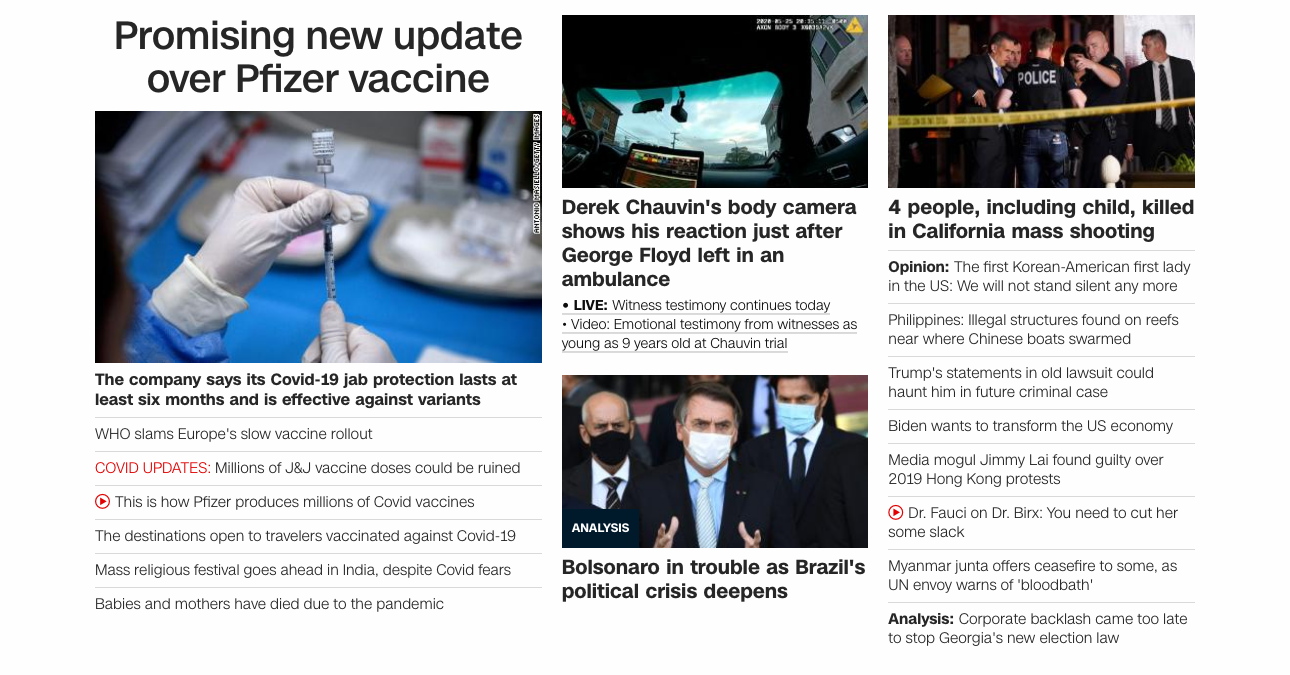 Promising new update
over Pfizer vaccine
ANTONIO MASIELLO/GETTY IMAGES
The company says its Covid-19 jab protection lasts at
least six months and is effective against variants
WHO slams Europe's slow vaccine rollout
COVID UPDATES: Millions of J&J vaccine doses could be ruined
This is how Pfizer produces millions of Covid vaccines
The destinations open to travelers vaccinated against Covid-19
Mass religious festival goes ahead in India, despite Covid fears
Babies and mothers have died due to the pandemic
AXON BODY 3
Derek Chauvin's body camera
shows his reaction just after
George Floyd left in an
ambulance
• LIVE: Witness testimony continues today
• Video: Emotional testimony from witnesses as
young as 9 years old at Chauvin trial
ANALYSIS
Bolsonaro in trouble as Brazil's
political crisis deepens
POLICE
4 people, including child, killed
in California mass shooting
Opinion: The first Korean-American first lady
in the US: We will not stand silent any more
Philippines: Illegal structures found on reefs
near where Chinese boats swarmed
Trump's statements in old lawsuit could
haunt him in future criminal case
Biden wants to transform the US economy
Media mogul Jimmy Lai found guilty over
2019 Hong Kong protests
Dr. Fauci on Dr. Birx: You need to cut her
some slack
Myanmar junta offers ceasefire to some, as
UN envoy warns of 'bloodbath'
Analysis: Corporate backlash came too late
to stop Georgia's new election law